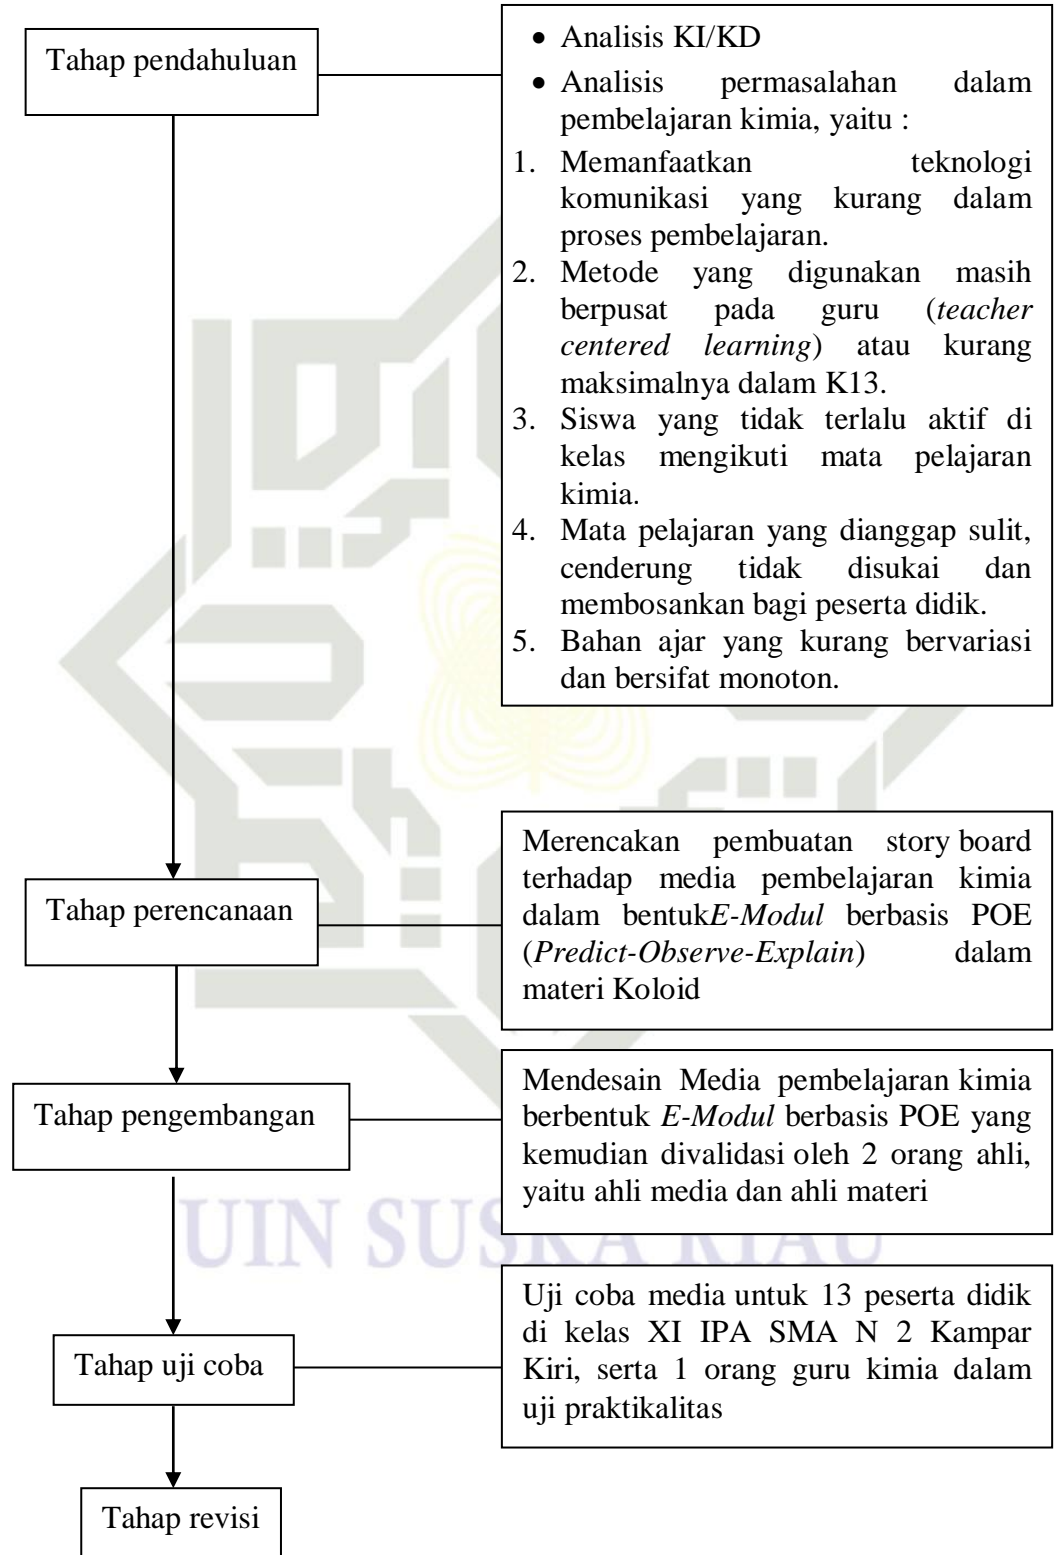 Tahap pendahuluan
• Analisis KI/KD
• Analisis permasalahan dalam
pembelajaran kimia, yaitu :
1. Memanfaatkan teknologi
komunikasi yang kurang dalam
proses pembelajaran.
2. Metode yang digunakan masih
berpusat pada guru (teacher
centered learning) atau kurang
maksimalnya dalam K13.
3. Siswa yang tidak terlalu aktif di
kelas mengikuti mata pelajaran
kimia.
4. Mata pelajaran yang dianggap sulit,
cenderung tidak disukai dan
membosankan bagi peserta didik.
5. Bahan ajar yang kurang bervariasi
dan bersifat monoton.
Tahap perencanaan
Merencakan pembuatan story board
terhadap media pembelajaran kimia
dalam bentukE-Modul berbasis POE
(Predict-Observe-Explain) dalam
materi Koloid
Tahap pengembangan
Mendesain Media pembelajaran kimia
berbentuk E-Modul berbasis POE yang
kemudian divalidasi oleh 2 orang ahli,
yaitu ahli media dan ahli materi
UIN SUSKA RIAU
Tahap uji coba
Uji coba media untuk 13 peserta didik
di kelas XI IPA SMA N 2 Kampar
Kiri, serta 1 orang guru kimia dalam
uji praktikalitas
Tahap revisi